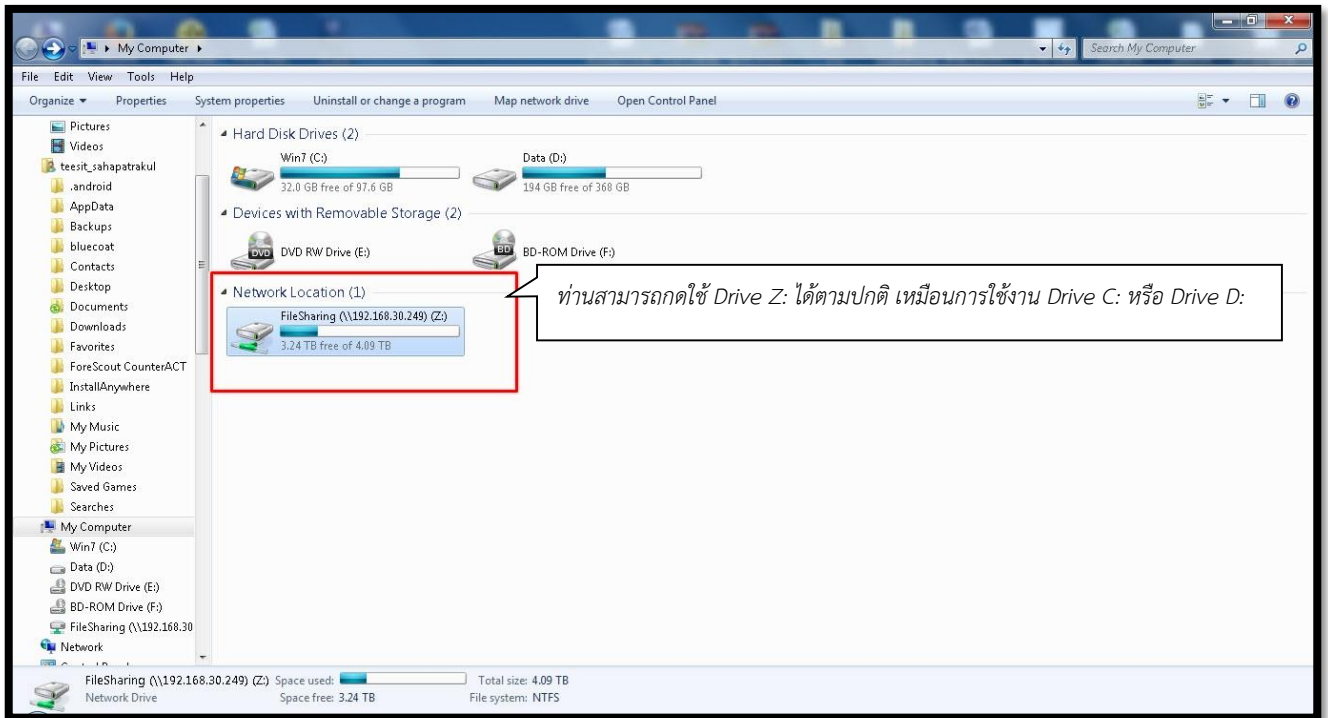 My Computer
Search My Computer
File Edit View Tools Help
Organize Properties System properties Uninstall or change a program Map network drive Open Control Panel
Pictures
Videos
teesit_sahapatrakul
.android
AppData
Backups
bluecoat
Contacts
Desktop
Documents
Downloads
Favorites
ForeScout CounterACT
InstallAnywhere
Links
My Music
My Pictures
My Videos
Saved Games
Searches
My Computer
Win7 (C:)
Data (D:)
DVD RW Drive (E:)
BD-ROM Drive (F:)
FileSharing (\\192.168.30
Network
Hard Disk Drives (2)
Win7 (C:)
32.0 GB free of 97.6 GB
Data (D:)
194 GB free of 368 GB
Devices with Removable Storage (2)
DVD
DVD RW Drive (E:)
BD
BD-ROM Drive (F:)
Network Location (1)
FileSharing (\\192.168.30.249) (Z:)
3.24 TB free of 4.09 TB
ท่านสามารถกดใช้ Drive Z: ได้ตามปกติ เหมือนการใช้งาน Drive C: หรือ Drive D:
FileSharing (\\192.168.30.249) (Z:) Space used: Total size: 4.09 TB
Network Drive Space free: 3.24 TB File system: NTFS